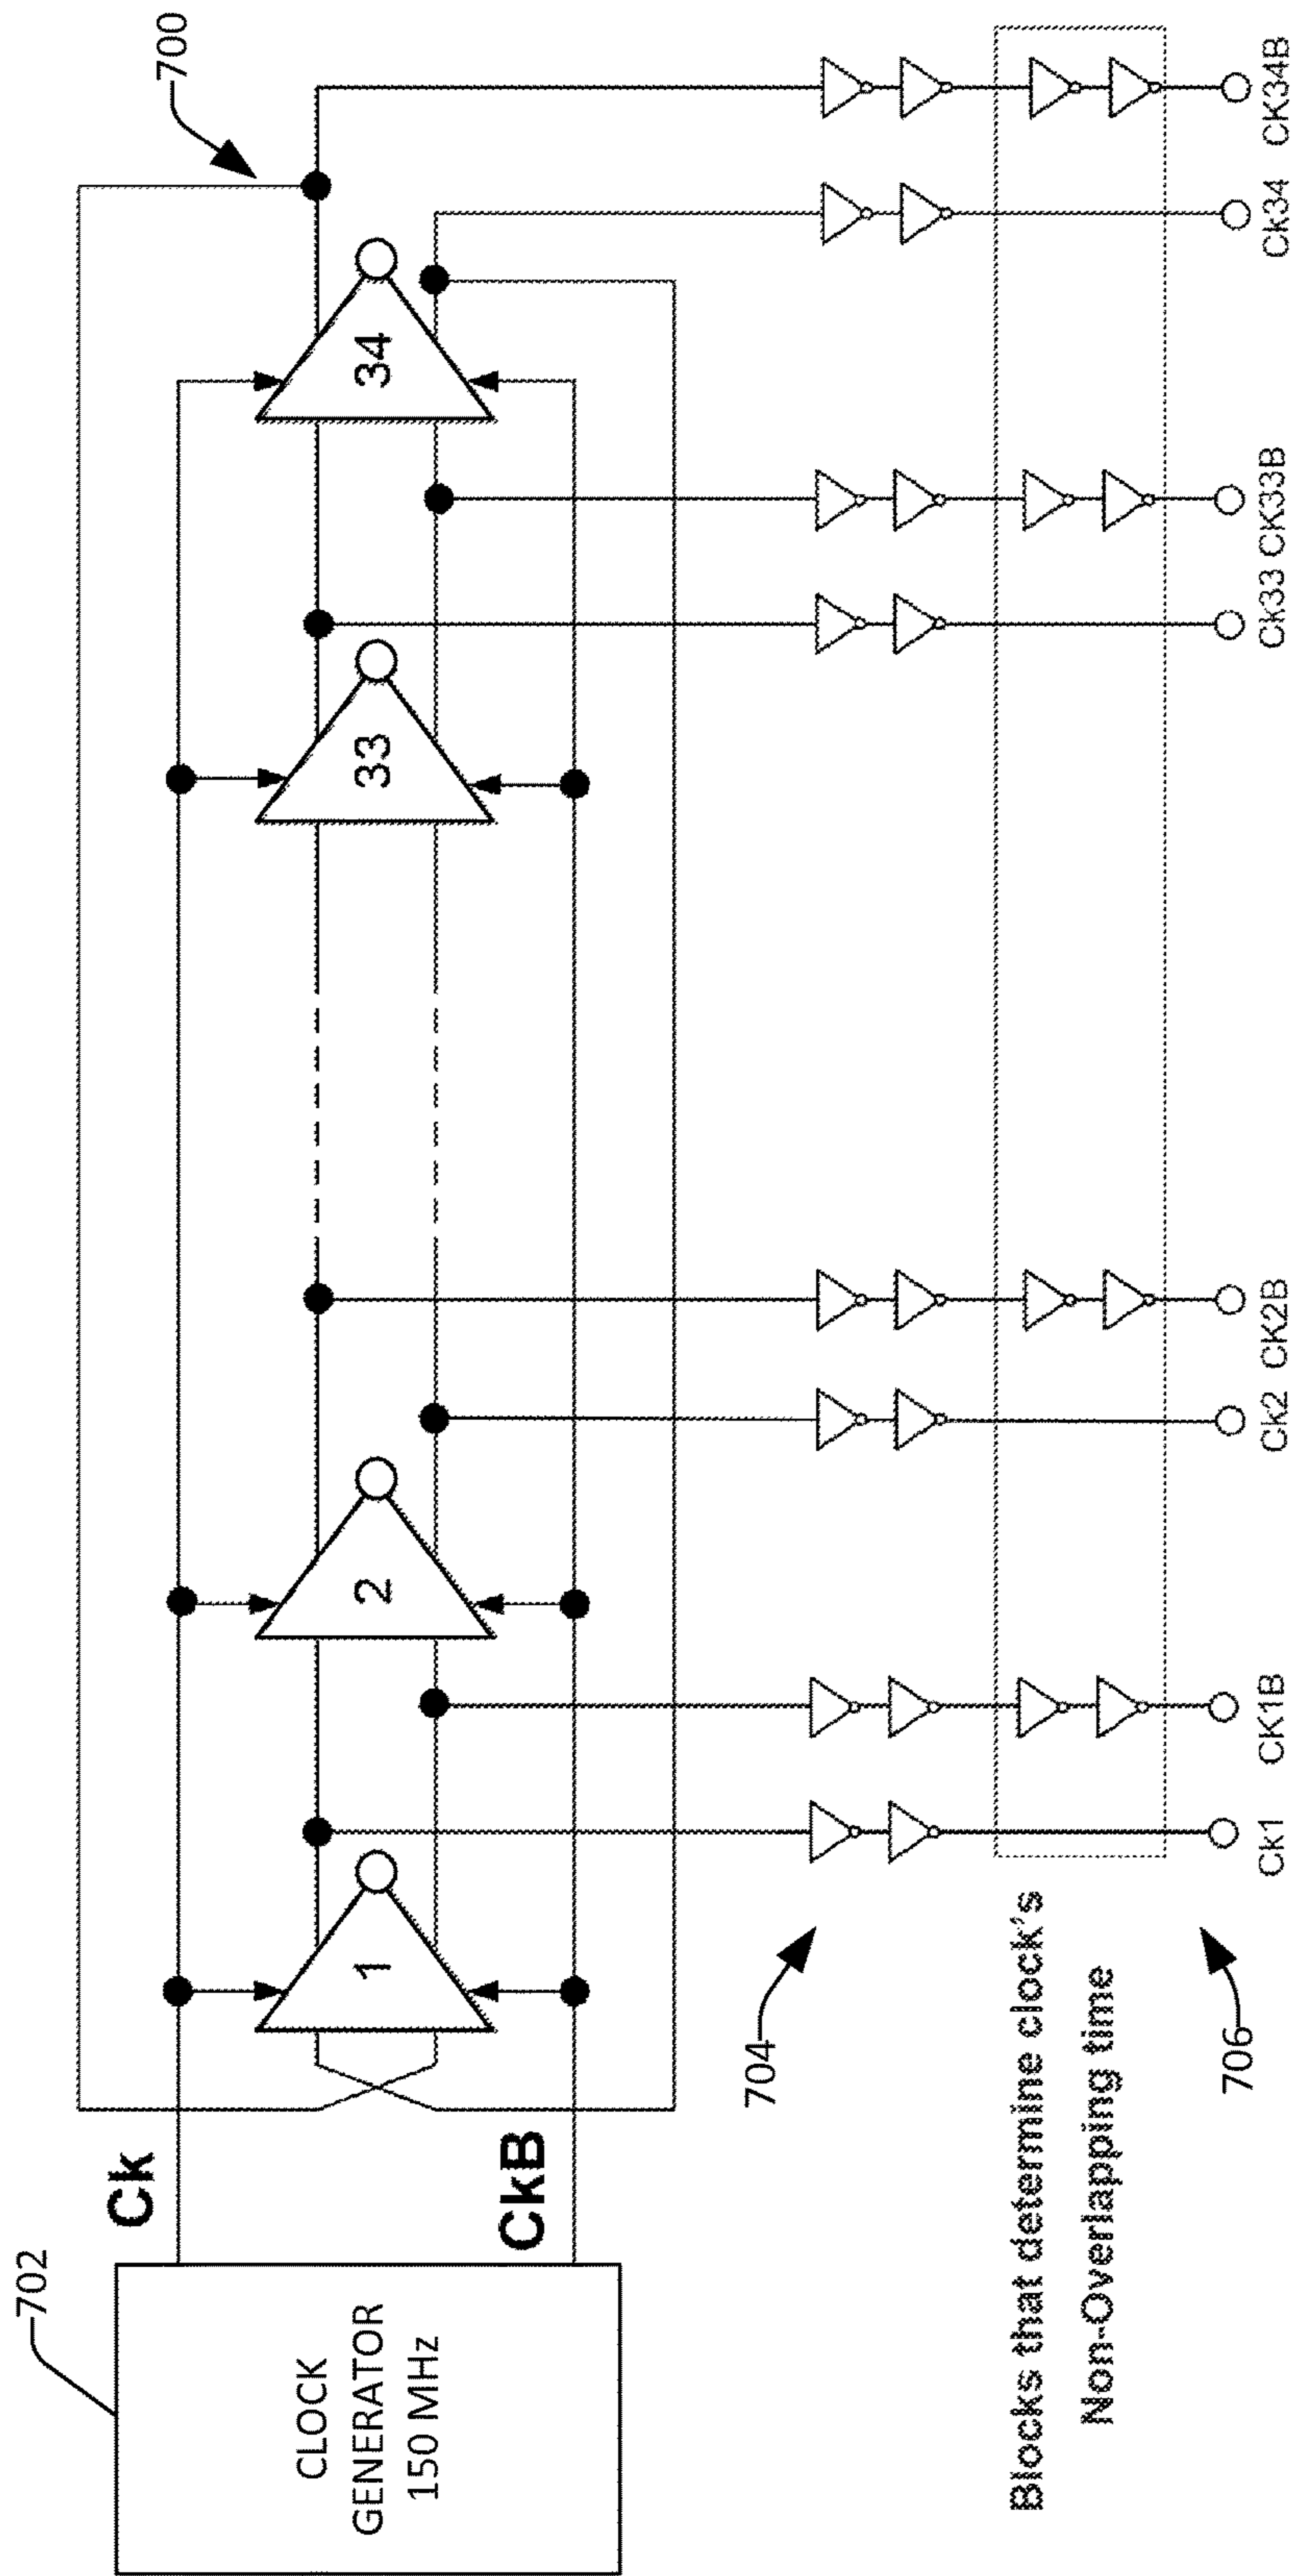 700
702
CLOCK
GENERATOR
150 MHz
Ck
CkB
1
2
33
34
704
Blocks that determine clock's
Non-Overlapping time
706
Ck1
CK1B
Ck2
CK2B
Ck33
CK33B
Ck34
CK34B